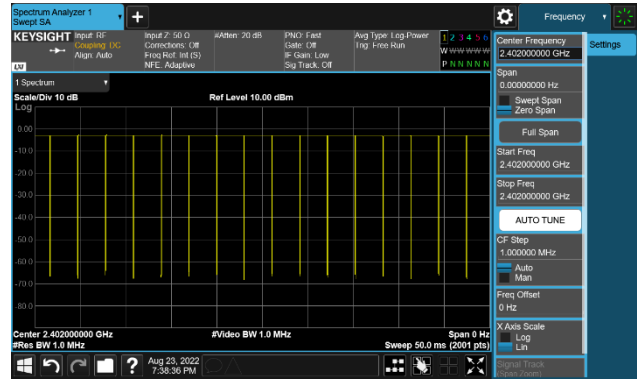 Spectrum Analyzer 1
Swept SA
+
Frequency
KEYSIGHT
Input: RF
Coupling: DC
Align: Auto
Input Z: 50 Ω
Corrections: Off
Freq Ref: Int (S)
NFE: Adaptive
#Atten: 20 dB
PNO: Fast
Gate: Off
IF Gain: Low
Sig Track: Off
Avg Type: Log-Power
Trig: Free Run
1 2 3 4 5 6
W W W W W W
P N N N N N
LXI
1 Spectrum
Scale/Div 10 dB
Ref Level 10.00 dBm
Log
0.00
-10.0
-20.0
-30.0
-40.0
-50.0
-60.0
-70.0
-80.0
Center 2.402000000 GHz
#Video BW 1.0 MHz
Span 0 Hz
#Res BW 1.0 MHz
Sweep 50.0 ms (2001 pts)
Aug 23, 2022
7:38:36 PM
?
Center Frequency
2.402000000 GHz
Settings
Span
0.00000000 Hz
Swept Span
Zero Span
Full Span
Start Freq
2.402000000 GHz
Stop Freq
2.402000000 GHz
AUTO TUNE
CF Step
1.000000 MHz
Auto
Man
Freq Offset
0 Hz
X Axis Scale
Log
Lin
Signal Track
(Span Zoom)